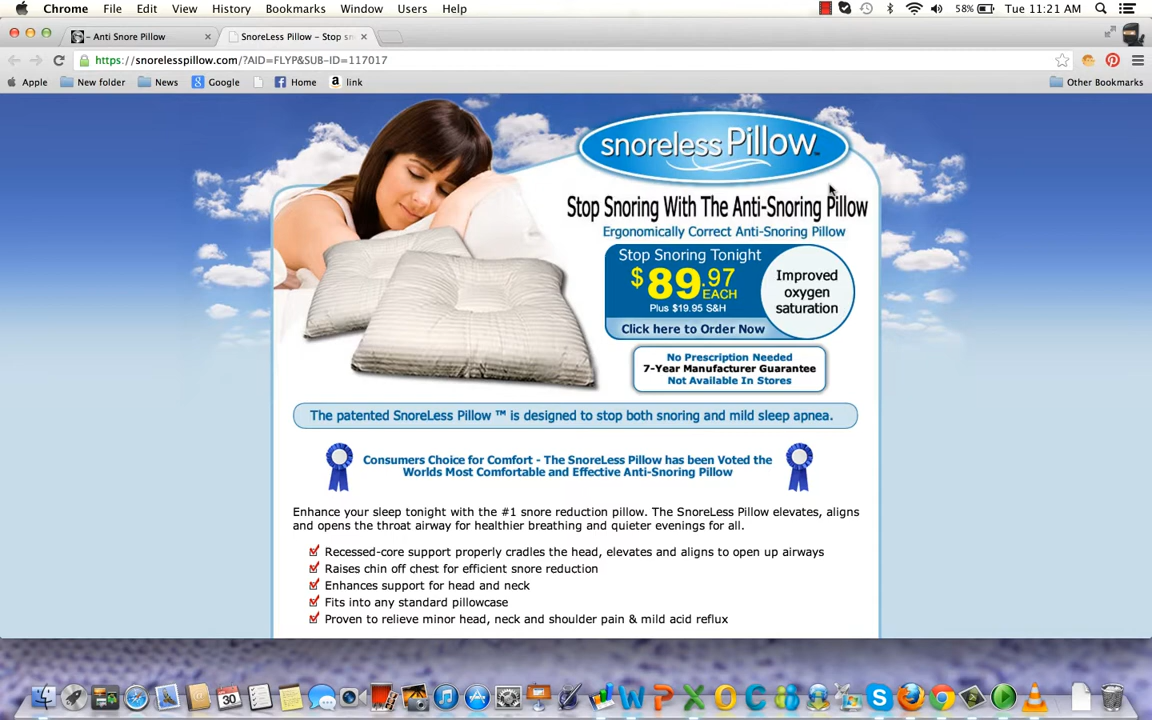 Chrome File Edit View History Bookmarks Window Users Help 58% Tue 11:21 AM
- Anti Snore Pillow SnoreLess Pillow - Stop sn
https://snorelesspillow.com/?AID=FLYP&SUB-ID=117017
Apple New folder News Google Home link Other Bookmarks
snoreless Pillow™
Stop Snoring With The Anti-Snoring Pillow
Ergonomically Correct Anti-Snoring Pillow
Stop Snoring Tonight
$89.97
EACH
Plus $19.95 S&H
Click here to Order Now
Improved
oxygen
saturation
No Prescription Needed
7-Year Manufacturer Guarantee
Not Available In Stores
The patented SnoreLess Pillow ™ is designed to stop both snoring and mild sleep apnea.
Consumers Choice for Comfort - The SnoreLess Pillow has been Voted the
Worlds Most Comfortable and Effective Anti-Snoring Pillow
Enhance your sleep tonight with the #1 snore reduction pillow. The SnoreLess Pillow elevates, aligns
and opens the throat airway for healthier breathing and quieter evenings for all.
Recessed-core support properly cradles the head, elevates and aligns to open up airways
Raises chin off chest for efficient snore reduction
Enhances support for head and neck
Fits into any standard pillowcase
Proven to relieve minor head, neck and shoulder pain & mild acid reflux
30